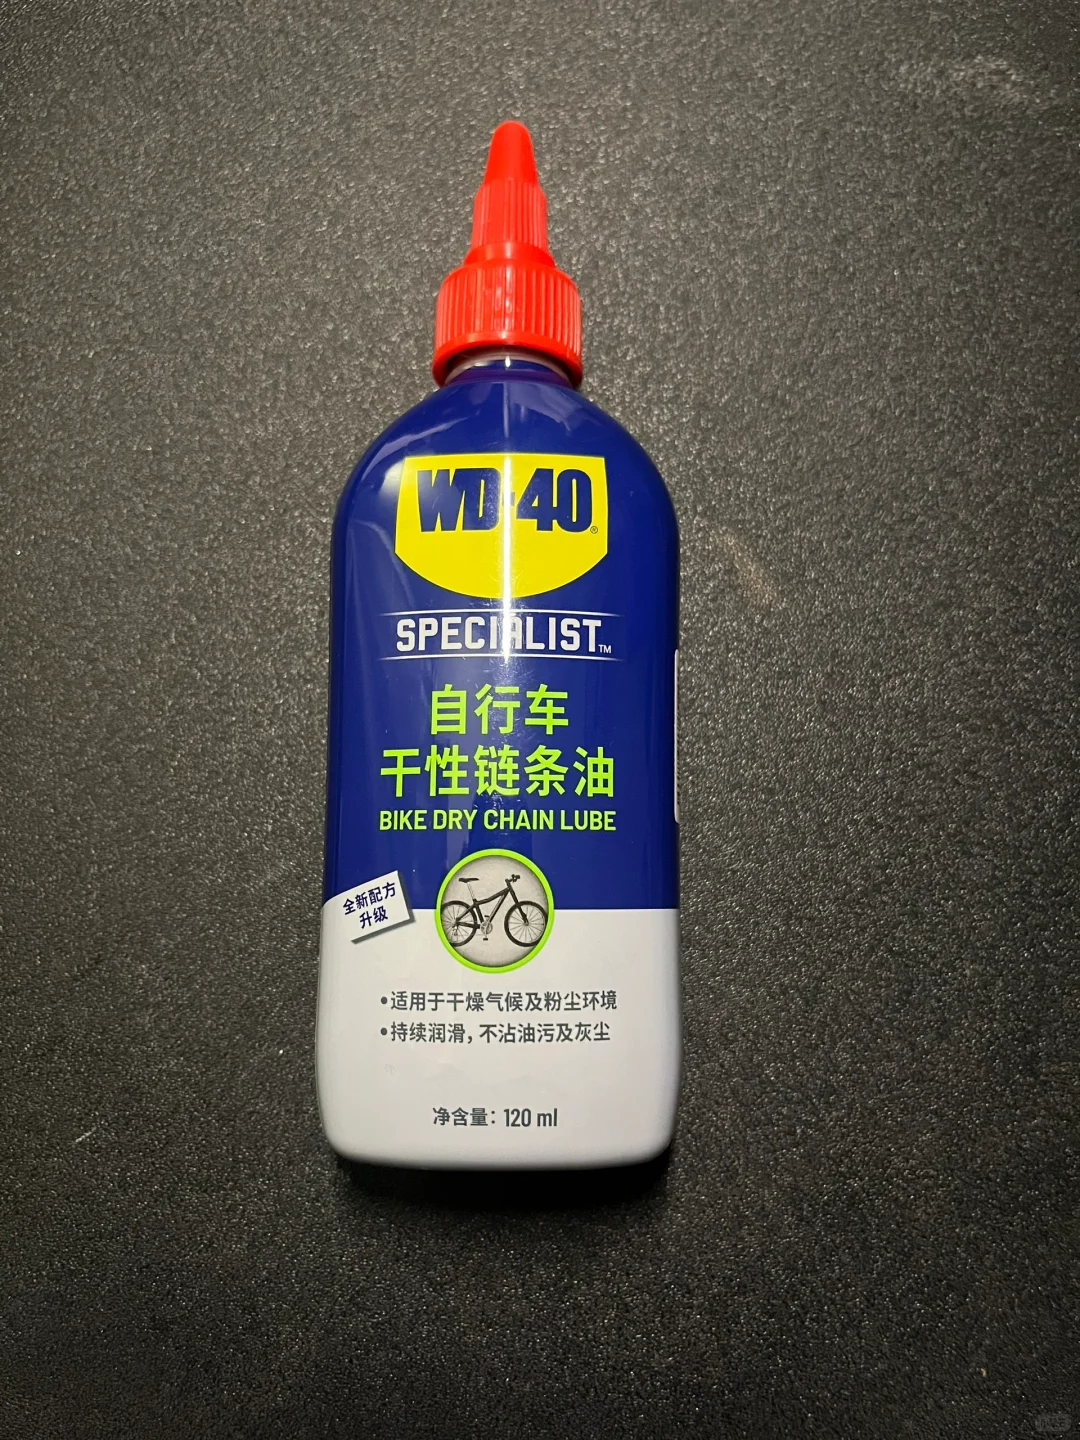 WD-40®
SPECIALIST™
自行车
干性链条油
BIKE DRY CHAIN LUBE
全新配方
升级
•适用于干燥气候及粉尘环境
•持续润滑，不沾油污及灰尘
净含量：120 ml